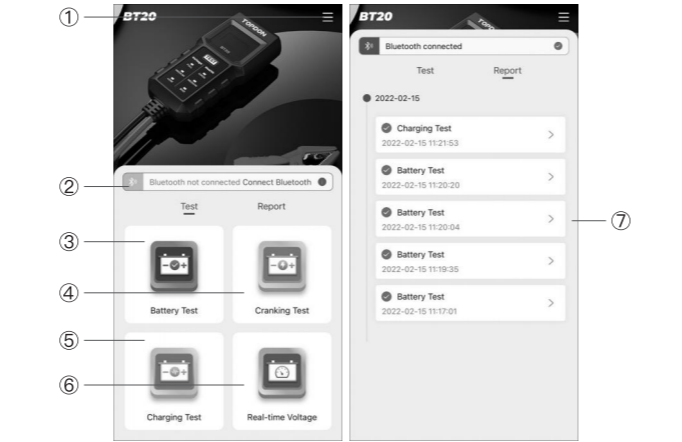 ①
BT20
TOPDON
②
Bluetooth not connected Connect Bluetooth
Test Report
③
④
Battery Test Cranking Test
⑤
⑥
Charging Test Real-time Voltage
BT20
TOPDON
Bluetooth connected
Test Report
2022-02-15
Charging Test
2022-02-15 11:21:53
Battery Test
2022-02-15 11:20:20
Battery Test
2022-02-15 11:20:04
⑦
Battery Test
2022-02-15 11:19:35
Battery Test
2022-02-15 11:17:01